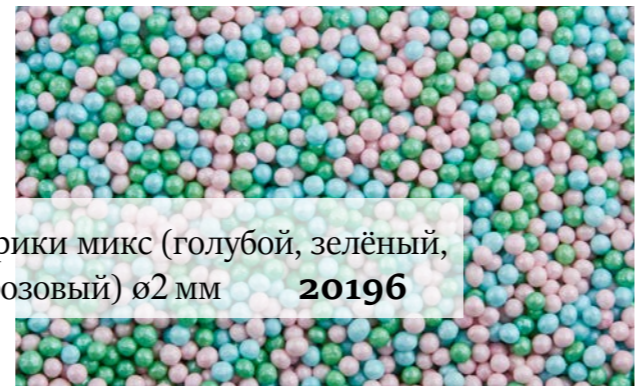 рики микс (голубой, зелёный,
озовый) ø2 мм 20196